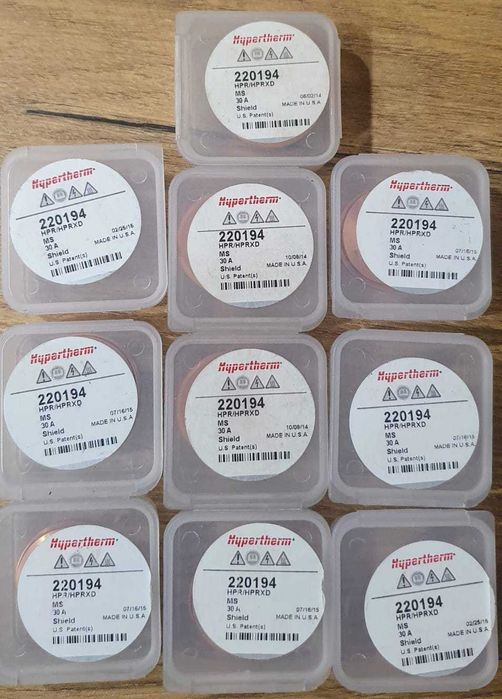 Hypertherm
220194
HPR/HPRXD
MS
30 A 06/02/14
Shield MADE IN U.S.A
U.S. Patent(s)
Hypertherm
220194
HPR/HPRXD
MS 02/25/15
30 A MADE IN U.S.A
Shield
U.S. Patent(s)
Hypertherm
220194
HPR/HPRXD
MS
30 A 10/08/14
Shield MADE IN U.S.A
U.S. Patent(s)
Hypertherm
220194
HPR/HPRXD
MS
30 A 07/16/15
Shield MADE IN U.S.A
U.S. Patent(s)
Hypertherm
220194
HPR/HPRXD
MS 07/16/15
30 A MADE IN U.S.A
Shield
U.S. Patent(s)
Hypertherm
220194
HPR/HPRXD
MS
30 A 10/08/14
Shield MADE IN U.S.A
U.S. Patent(s)
Hypertherm
220194
HPR/HPRXD
MS
30 A 07/16/15
Shield MADE IN U.S.A
U.S. Patent(s)
Hypertherm
220194
HPR/HPRXD
MS
30 A 07/16/15
Shield MADE IN U.S.A
U.S. Patent(s)
Hypertherm
220194
HPR/HPRXD
MS
30 A 07/16/15
Shield MADE IN U.S.A
U.S. Patent(s)
Hypertherm
220194
HPR/HPRXD
MS
30 A 02/25/15
Shield MADE IN U.S.A
U.S. Patent(s)